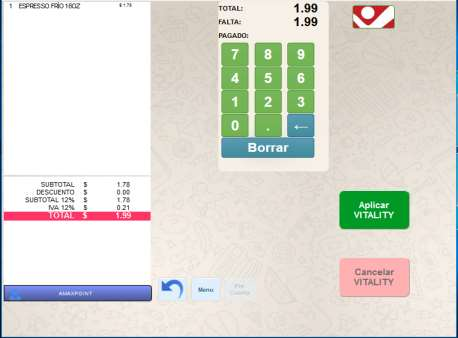 1 ESPRESSO FRÍO 16OZ $ 1.78
TOTAL: 1.99
FALTA: 1.99
PAGADO:
7 8 9
4 5 6
1 2 3
0 . ←
Borrar
SUBTOTAL $ 1.78
DESCUENTO $ 0.00
SUBTOTAL 12% $ 1.78
IVA 12% $ 0.21
TOTAL $ 1.99
Aplicar
VITALITY
Cancelar
VITALITY
AMAXPOINT
Menu
Pre
Cuenta